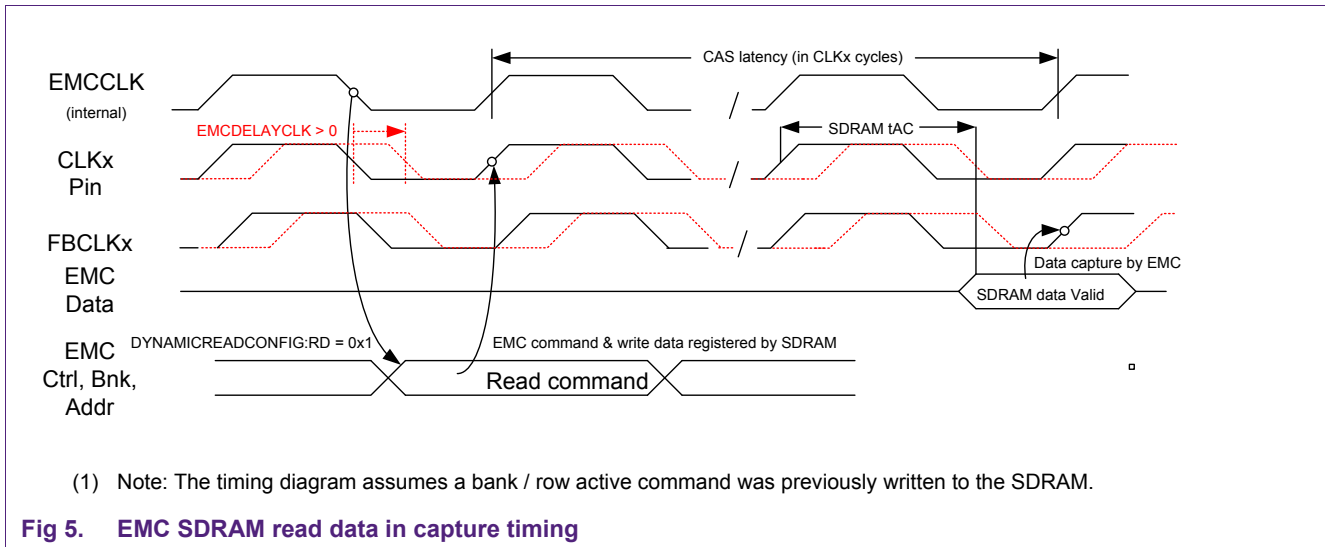 CAS latency (in CLKx cycles)
EMCCLK
(internal)
EMCDELAYCLK > 0
SDRAM tAC
CLKx
Pin
FBCLKx
Data capture by EMC
EMC
Data
SDRAM data Valid
DYNAMICREADCONFIG:RD = 0x1
EMC command & write data registered by SDRAM
EMC
Ctrl, Bnk,
Addr
Read command
(1) Note: The timing diagram assumes a bank / row active command was previously written to the SDRAM.
Fig 5. EMC SDRAM read data in capture timing